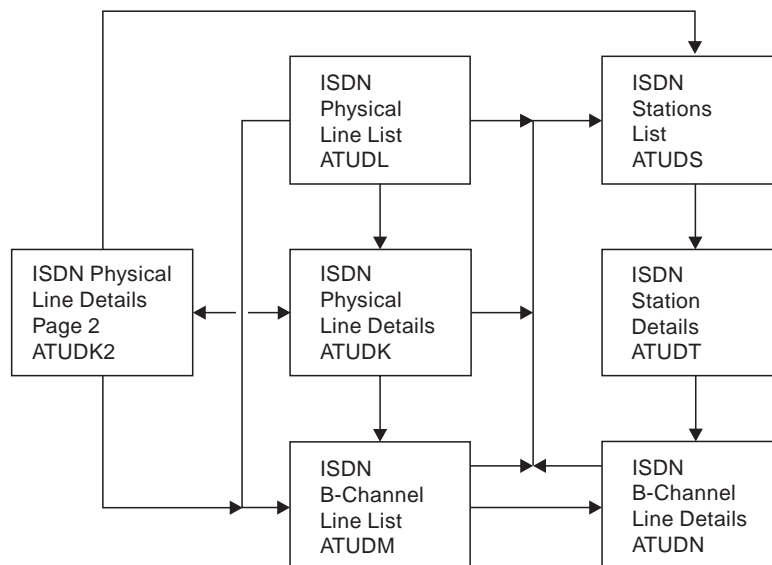 ISDN
Physical
Line List
ATUDL
ISDN
Stations
List
ATUDS
ISDN Physical
Line Details
Page 2
ATUDK2
ISDN
Physical
Line Details
ATUDK
ISDN
Station
Details
ATUDT
ISDN
B-Channel
Line List
ATUDM
ISDN
B-Channel
Line Details
ATUDN